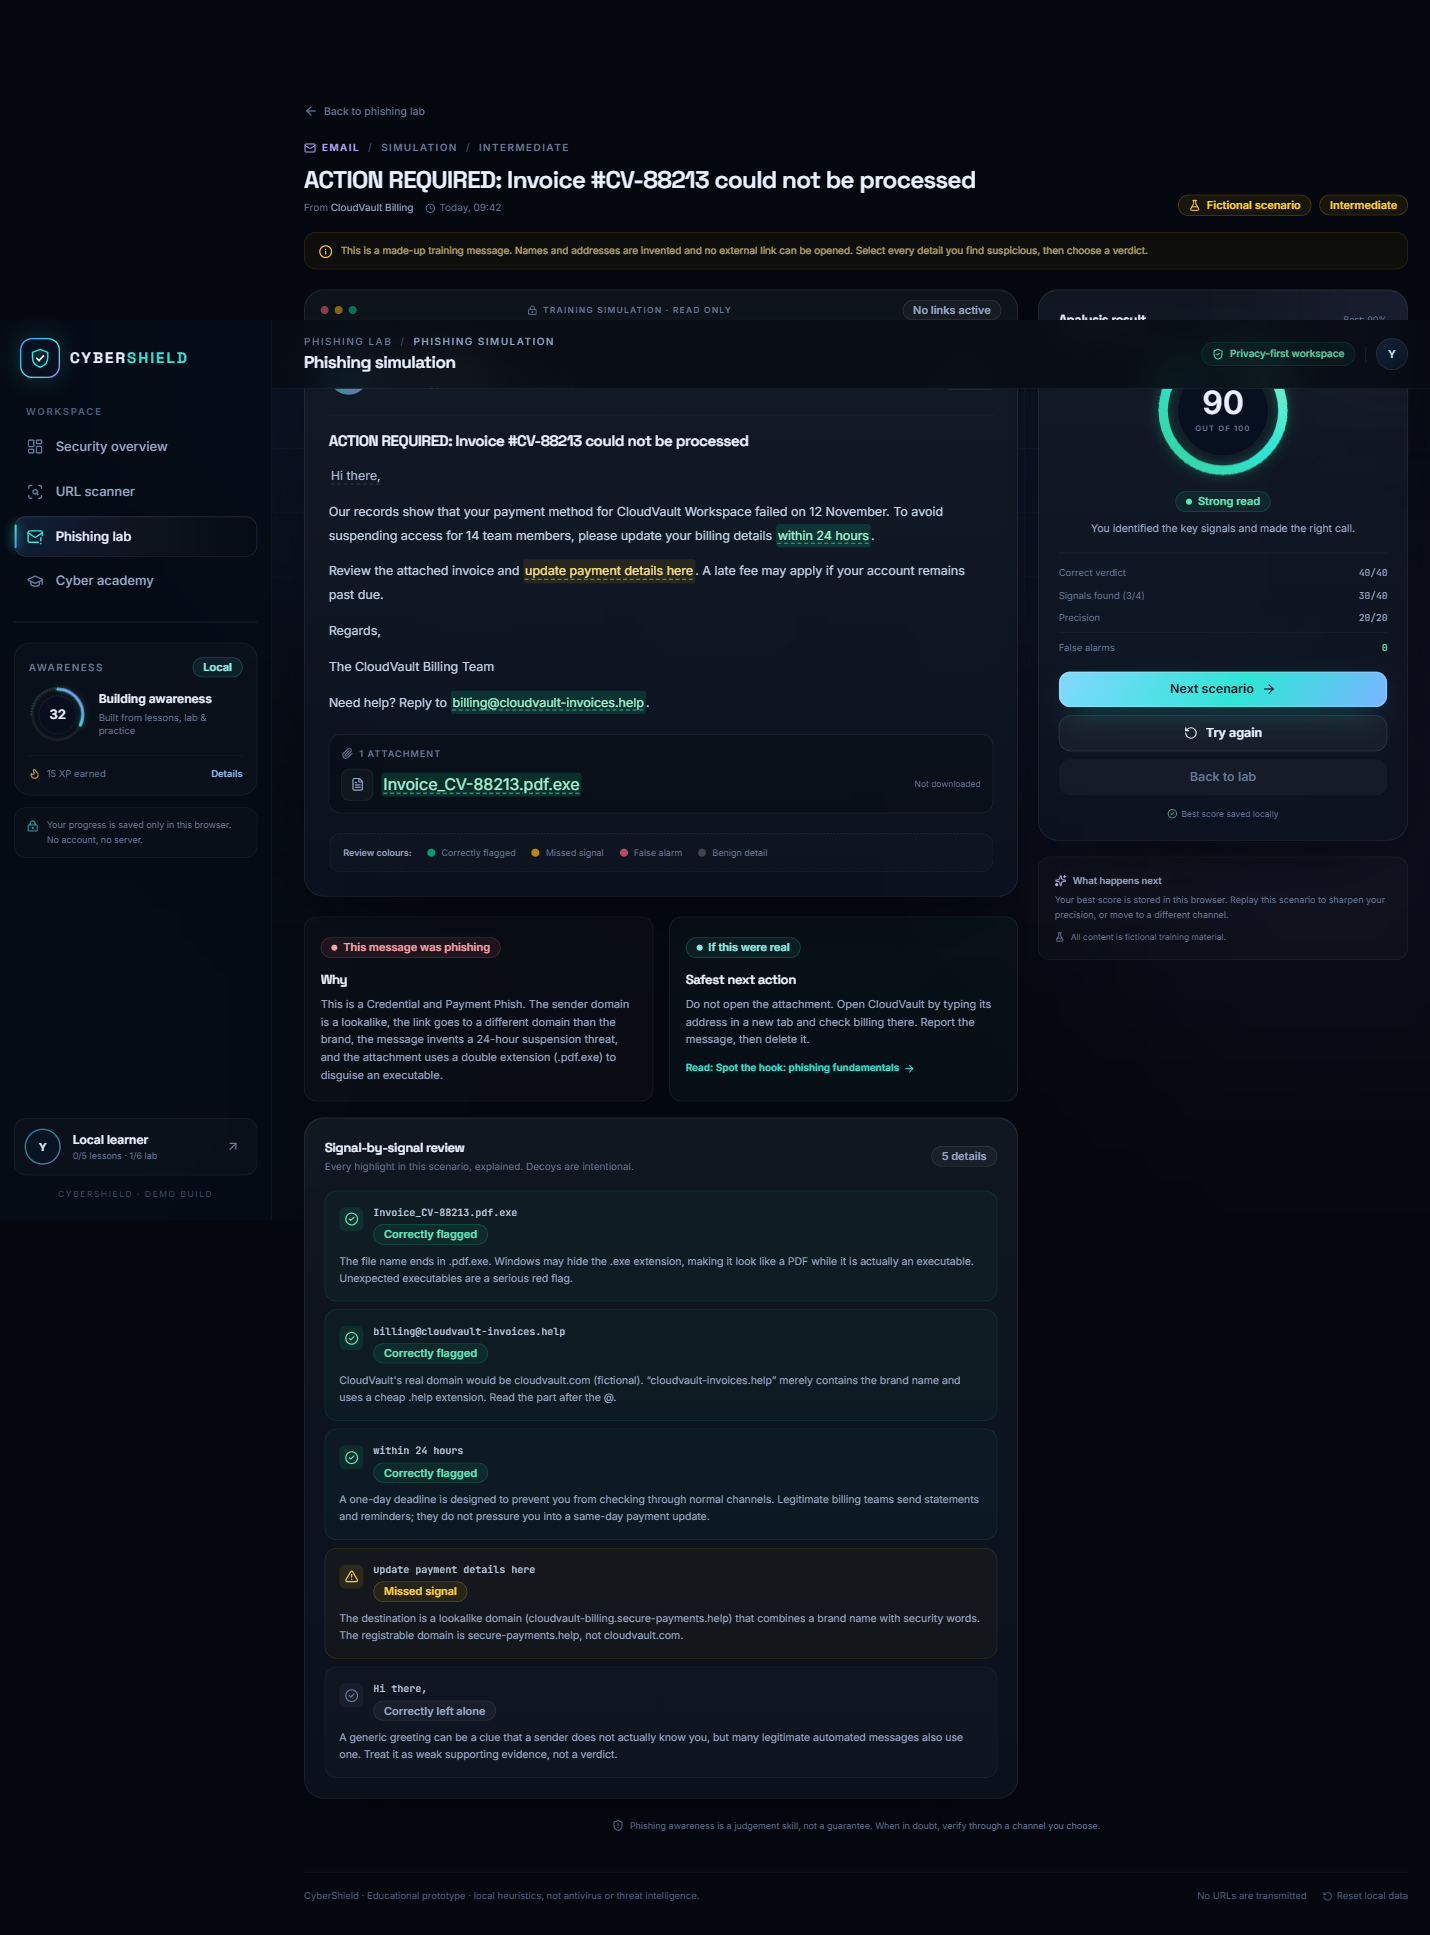 Back to phishing lab
EMAIL / SIMULATION / INTERMEDIATE
ACTION REQUIRED: Invoice #CV-88213 could not be processed
From CloudVault Billing Today, 09:42
Fictional scenario Intermediate
This is a made-up training message. Names and addresses are invented and no external link can be opened. Select every detail you find suspicious, then choose a verdict.
TRAINING SIMULATION · READ ONLY
No links active
Analysis result
Best: 90%
CYBERSHIELD
PHISHING LAB / PHISHING SIMULATION
Phishing simulation
Privacy-first workspace
Y
WORKSPACE
Security overview
URL scanner
Phishing lab
Cyber academy
AWARENESS
Local
32
Building awareness
Built from lessons, lab &
practice
15 XP earned
Details
Your progress is saved only in this browser.
No account, no server.
Y
Local learner
0/5 lessons · 1/6 lab
CYBERSHIELD · DEMO BUILD
ACTION REQUIRED: Invoice #CV-88213 could not be processed
Hi there,
Our records show that your payment method for CloudVault Workspace failed on 12 November. To avoid
suspending access for 14 team members, please update your billing details within 24 hours.
Review the attached invoice and update payment details here. A late fee may apply if your account remains
past due.
Regards,
The CloudVault Billing Team
Need help? Reply to billing@cloudvault-invoices.help.
1 ATTACHMENT
Invoice_CV-88213.pdf.exe
Not downloaded
Review colours: Correctly flagged Missed signal False alarm Benign detail
90
OUT OF 100
Strong read
You identified the key signals and made the right call.
Correct verdict 40/40
Signals found (3/4) 30/40
Precision 20/20
False alarms 0
Next scenario
Try again
Back to lab
Best score saved locally
What happens next
Your best score is stored in this browser. Replay this scenario to sharpen your
precision, or move to a different channel.
All content is fictional training material.
This message was phishing
Why
This is a Credential and Payment Phish. The sender domain
is a lookalike, the link goes to a different domain than the
brand, the message invents a 24-hour suspension threat,
and the attachment uses a double extension (.pdf.exe) to
disguise an executable.
If this were real
Safest next action
Do not open the attachment. Open CloudVault by typing its
address in a new tab and check billing there. Report the
message, then delete it.
Read: Spot the hook: phishing fundamentals
Signal-by-signal review
Every highlight in this scenario, explained. Decoys are intentional.
5 details
Invoice_CV-88213.pdf.exe
Correctly flagged
The file name ends in .pdf.exe. Windows may hide the .exe extension, making it look like a PDF while it is actually an executable.
Unexpected executables are a serious red flag.
billing@cloudvault-invoices.help
Correctly flagged
CloudVault's real domain would be cloudvault.com (fictional). “cloudvault-invoices.help” merely contains the brand name and
uses a cheap .help extension. Read the part after the @.
within 24 hours
Correctly flagged
A one-day deadline is designed to prevent you from checking through normal channels. Legitimate billing teams send statements
and reminders; they do not pressure you into a same-day payment update.
update payment details here
Missed signal
The destination is a lookalike domain (cloudvault-billing.secure-payments.help) that combines a brand name with security words.
The registrable domain is secure-payments.help, not cloudvault.com.
Hi there,
Correctly left alone
A generic greeting can be a clue that a sender does not actually know you, but many legitimate automated messages also use
one. Treat it as weak supporting evidence, not a verdict.
Phishing awareness is a judgement skill, not a guarantee. When in doubt, verify through a channel you choose.
CyberShield · Educational prototype · local heuristics, not antivirus or threat intelligence.
No URLs are transmitted Reset local data